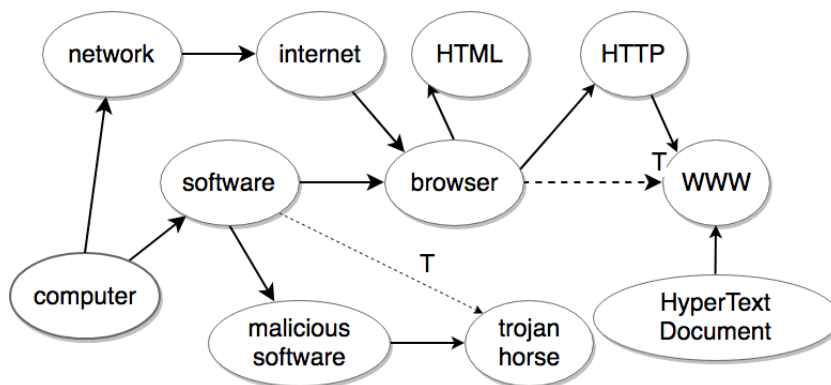 network
internet
HTML
HTTP
software
browser
T
WWW
T
computer
malicious
software
trojan
horse
HyperText
Document